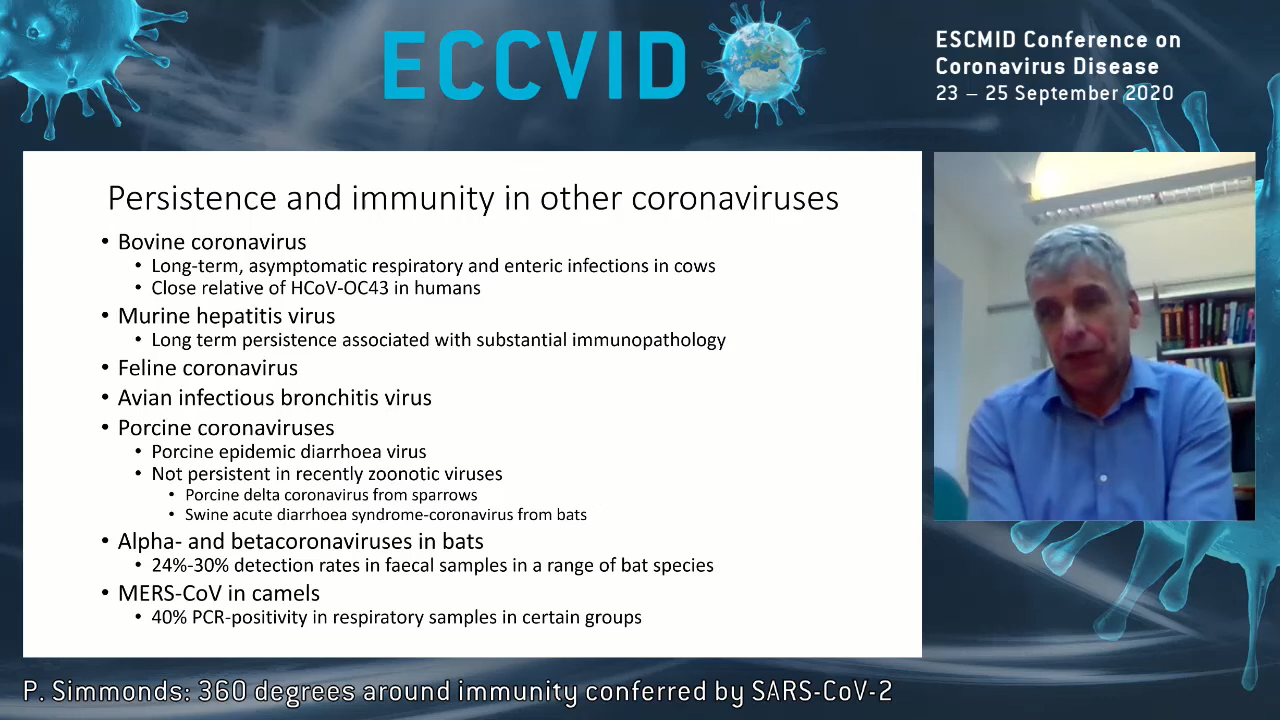 ECCVID
ESCMID Conference on
Coronavirus Disease
23 – 25 September 2020
Persistence and immunity in other coronaviruses
• Bovine coronavirus
• Long-term, asymptomatic respiratory and enteric infections in cows
• Close relative of HCoV-OC43 in humans
• Murine hepatitis virus
• Long term persistence associated with substantial immunopathology
• Feline coronavirus
• Avian infectious bronchitis virus
• Porcine coronaviruses
• Porcine epidemic diarrhoea virus
• Not persistent in recently zoonotic viruses
• Porcine delta coronavirus from sparrows
• Swine acute diarrhoea syndrome-coronavirus from bats
• Alpha- and betacoronaviruses in bats
• 24%-30% detection rates in faecal samples in a range of bat species
• MERS-CoV in camels
• 40% PCR-positivity in respiratory samples in certain groups
P. Simmonds: 360 degrees around immunity conferred by SARS-CoV-2